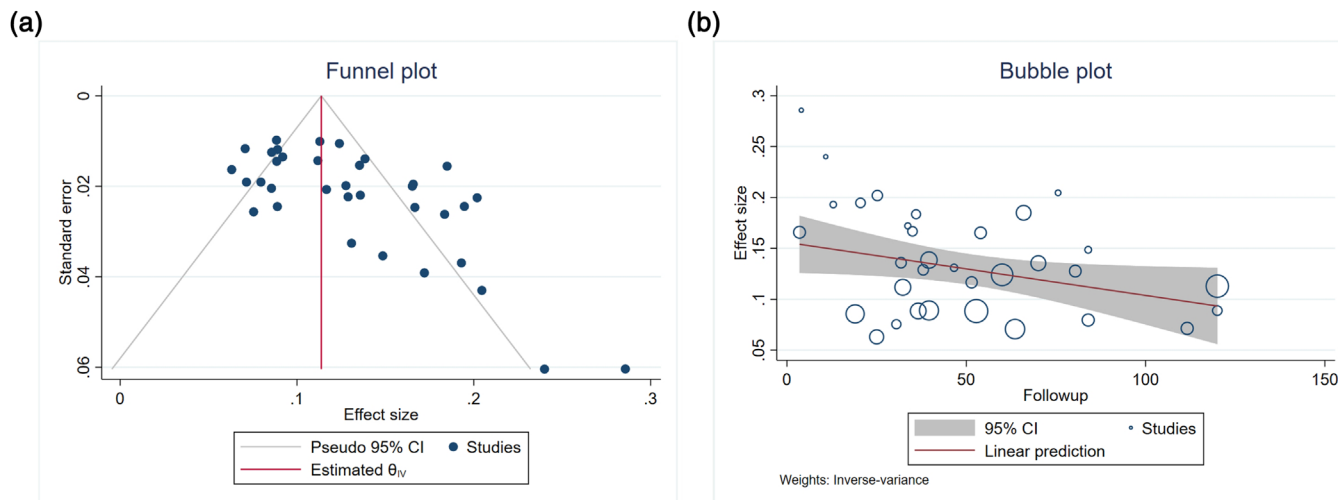 (a)
Funnel plot
Standard error
0
.02
.04
.06
0
.1
.2
.3
Effect size
Pseudo 95% CI
Studies
Estimated θIV
(b)
Bubble plot
Effect size
.3
.25
.2
.15
.1
.05
0
50
100
150
Followup
95% CI
Studies
Linear prediction
Weights: Inverse-variance